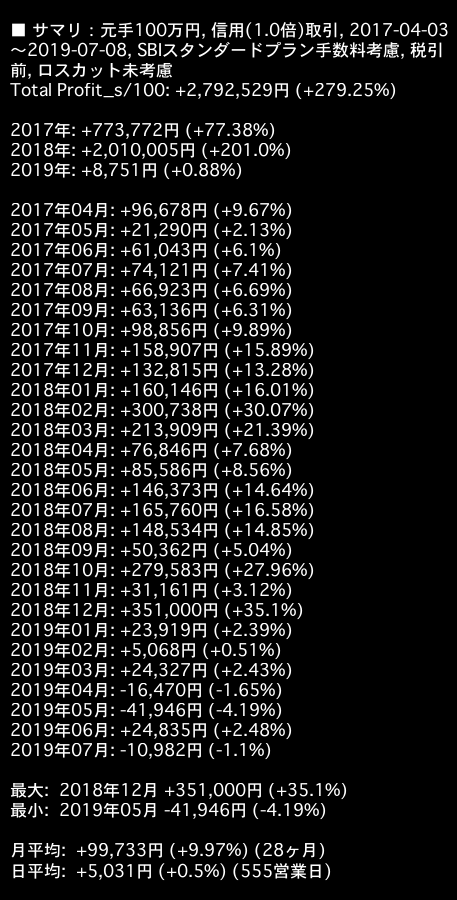 ■ サマリ：元手100万円, 信用(1.0倍)取引, 2017-04-03
〜2019-07-08, SBIスタンダードプラン手数料考慮, 税引
前, ロスカット未考慮
Total Profit_s/100: +2,792,529円 (+279.25%)
2017年: +773,772円 (+77.38%)
2018年: +2,010,005円 (+201.0%)
2019年: +8,751円 (+0.88%)
2017年04月: +96,678円 (+9.67%)
2017年05月: +21,290円 (+2.13%)
2017年06月: +61,043円 (+6.1%)
2017年07月: +74,121円 (+7.41%)
2017年08月: +66,923円 (+6.69%)
2017年09月: +63,136円 (+6.31%)
2017年10月: +98,856円 (+9.89%)
2017年11月: +158,907円 (+15.89%)
2017年12月: +132,815円 (+13.28%)
2018年01月: +160,146円 (+16.01%)
2018年02月: +300,738円 (+30.07%)
2018年03月: +213,909円 (+21.39%)
2018年04月: +76,846円 (+7.68%)
2018年05月: +85,586円 (+8.56%)
2018年06月: +146,373円 (+14.64%)
2018年07月: +165,760円 (+16.58%)
2018年08月: +148,534円 (+14.85%)
2018年09月: +50,362円 (+5.04%)
2018年10月: +279,583円 (+27.96%)
2018年11月: +31,161円 (+3.12%)
2018年12月: +351,000円 (+35.1%)
2019年01月: +23,919円 (+2.39%)
2019年02月: +5,068円 (+0.51%)
2019年03月: +24,327円 (+2.43%)
2019年04月: -16,470円 (-1.65%)
2019年05月: -41,946円 (-4.19%)
2019年06月: +24,835円 (+2.48%)
2019年07月: -10,982円 (-1.1%)
最大: 2018年12月 +351,000円 (+35.1%)
最小: 2019年05月 -41,946円 (-4.19%)
月平均: +99,733円 (+9.97%) (28ヶ月)
日平均: +5,031円 (+0.5%) (555営業日)